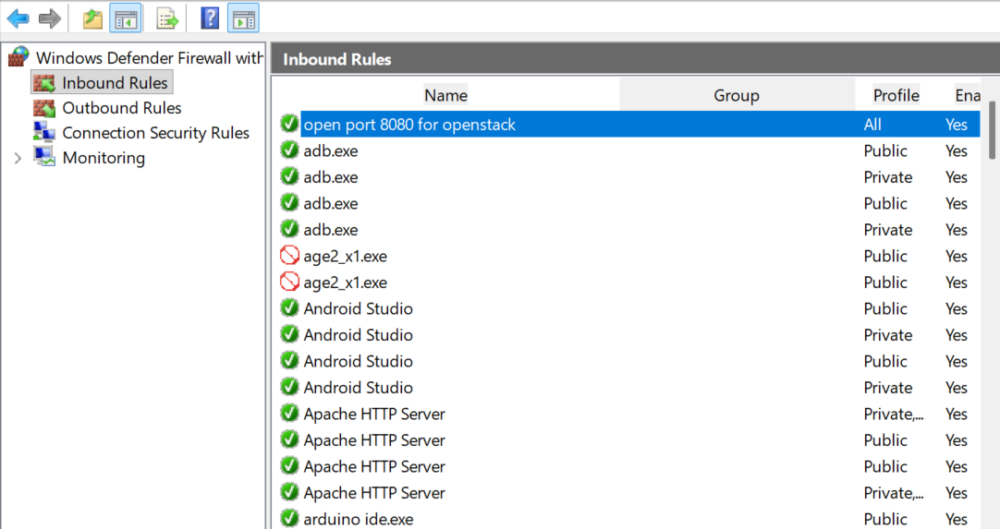 Windows Defender Firewall with
Inbound Rules
Outbound Rules
Connection Security Rules
Monitoring
Inbound Rules
Name Group Profile Ena
open port 8080 for openstack All Yes
adb.exe Public Yes
adb.exe Private Yes
adb.exe Public Yes
adb.exe Private Yes
age2_x1.exe Public Yes
age2_x1.exe Public Yes
Android Studio Public Yes
Android Studio Private Yes
Android Studio Public Yes
Android Studio Private Yes
Apache HTTP Server Private,... Yes
Apache HTTP Server Public Yes
Apache HTTP Server Public Yes
Apache HTTP Server Private,... Yes
arduino ide.exe Public Yes